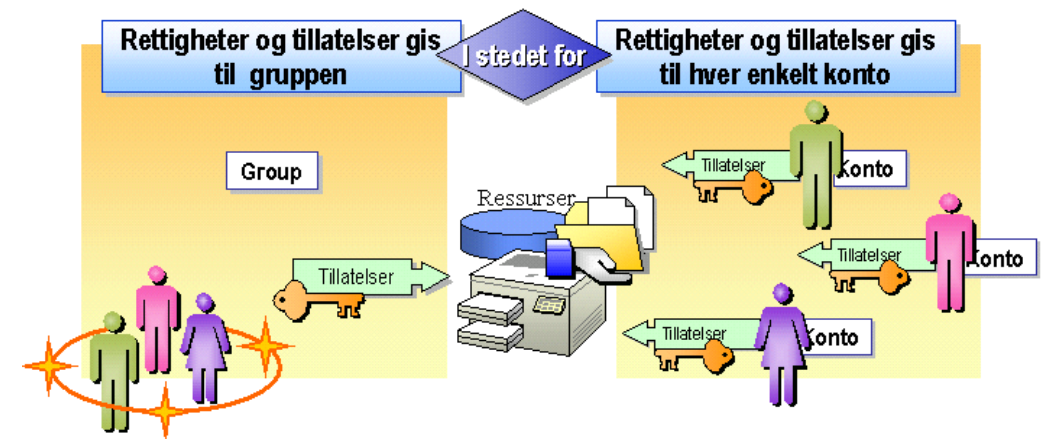 Rettigheter og tillatelser gis
til gruppen
I stedet for
Rettigheter og tillatelser gis
til hver enkelt konto
Group
Tillatelser
Ressurser
Tillatelser
Konto
Tillatelser
Konto
Tillatelser
Konto